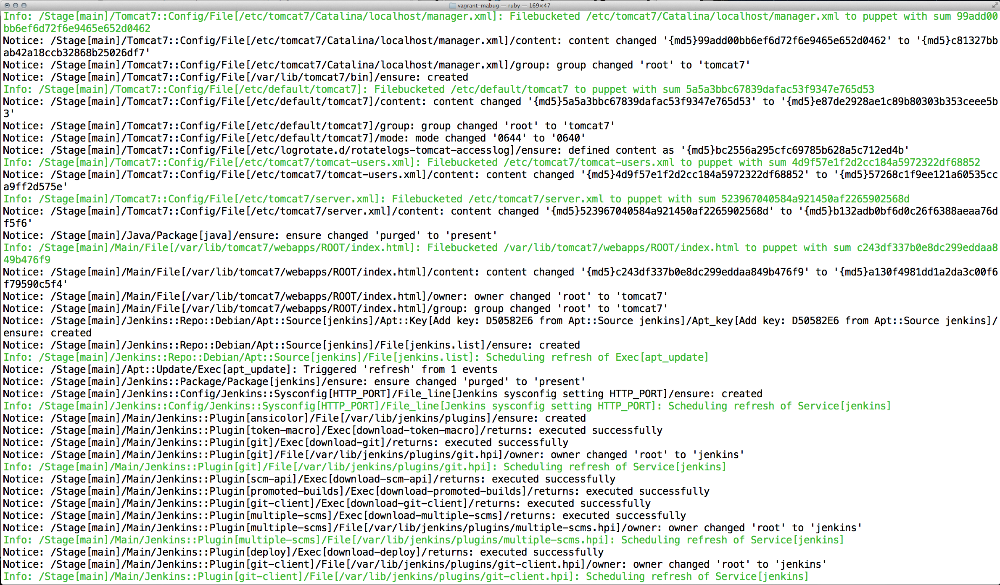 vagrant-mabug — ruby — 169×47
Info: /Stage[main]/Tomcat7::Config/File[/etc/tomcat7/Catalina/localhost/manager.xml]: Filebucketed /etc/tomcat7/Catalina/localhost/manager.xml to puppet with sum 99add00
bb6ef6d72f6e9465e652d0462
Notice: /Stage[main]/Tomcat7::Config/File[/etc/tomcat7/Catalina/localhost/manager.xml]/content: content changed '{md5}99add00bb6ef6d72f6e9465e652d0462' to '{md5}c81327bb
ab42a18ccb32868b25026df7'
Notice: /Stage[main]/Tomcat7::Config/File[/etc/tomcat7/Catalina/localhost/manager.xml]/group: group changed 'root' to 'tomcat7'
Notice: /Stage[main]/Tomcat7::Config/File[/var/lib/tomcat7/bin]/ensure: created
Info: /Stage[main]/Tomcat7::Config/File[/etc/default/tomcat7]: Filebucketed /etc/default/tomcat7 to puppet with sum 5a5a3bbc67839dafac53f9347e765d53
Notice: /Stage[main]/Tomcat7::Config/File[/etc/default/tomcat7]/content: content changed '{md5}5a5a3bbc67839dafac53f9347e765d53' to '{md5}e87de2928ae1c89b80303b353ceee5b
3'
Notice: /Stage[main]/Tomcat7::Config/File[/etc/default/tomcat7]/group: group changed 'root' to 'tomcat7'
Notice: /Stage[main]/Tomcat7::Config/File[/etc/default/tomcat7]/mode: mode changed '0644' to '0640'
Notice: /Stage[main]/Tomcat7::Config/File[/etc/logrotate.d/rotatelogs-tomcat-accesslog]/ensure: defined content as '{md5}bc2556a295cfc69785b628a5c712ed4b'
Info: /Stage[main]/Tomcat7::Config/File[/etc/tomcat7/tomcat-users.xml]: Filebucketed /etc/tomcat7/tomcat-users.xml to puppet with sum 4d9f57e1f2d2cc184a5972322df68852
Notice: /Stage[main]/Tomcat7::Config/File[/etc/tomcat7/tomcat-users.xml]/content: content changed '{md5}4d9f57e1f2d2cc184a5972322df68852' to '{md5}57268c1f9ee121a60535cc
a9ff2d575e'
Info: /Stage[main]/Tomcat7::Config/File[/etc/tomcat7/server.xml]: Filebucketed /etc/tomcat7/server.xml to puppet with sum 523967040584a921450af2265902568d
Notice: /Stage[main]/Tomcat7::Config/File[/etc/tomcat7/server.xml]/content: content changed '{md5}523967040584a921450af2265902568d' to '{md5}b132adb0bf6d0c26f6388aeaa76d
f5f6'
Notice: /Stage[main]/Java/Package[java]/ensure: ensure changed 'purged' to 'present'
Info: /Stage[main]/Main/File[/var/lib/tomcat7/webapps/ROOT/index.html]: Filebucketed /var/lib/tomcat7/webapps/ROOT/index.html to puppet with sum c243df337b0e8dc299eddaa8
49b476f9
Notice: /Stage[main]/Main/File[/var/lib/tomcat7/webapps/ROOT/index.html]/content: content changed '{md5}c243df337b0e8dc299eddaa849b476f9' to '{md5}a130f4981dd1a2da3c00f6
f79590c5f4'
Notice: /Stage[main]/Main/File[/var/lib/tomcat7/webapps/ROOT/index.html]/owner: owner changed 'root' to 'tomcat7'
Notice: /Stage[main]/Main/File[/var/lib/tomcat7/webapps/ROOT/index.html]/group: group changed 'root' to 'tomcat7'
Notice: /Stage[main]/Jenkins::Repo::Debian/Apt::Source[jenkins]/Apt::Key[Add key: D50582E6 from Apt::Source jenkins]/Apt_key[Add key: D50582E6 from Apt::Source jenkins]/
ensure: created
Notice: /Stage[main]/Jenkins::Repo::Debian/Apt::Source[jenkins]/File[jenkins.list]/ensure: created
Info: /Stage[main]/Jenkins::Repo::Debian/Apt::Source[jenkins]/File[jenkins.list]: Scheduling refresh of Exec[apt_update]
Notice: /Stage[main]/Apt::Update/Exec[apt_update]: Triggered 'refresh' from 1 events
Notice: /Stage[main]/Jenkins::Package/Package[jenkins]/ensure: ensure changed 'purged' to 'present'
Notice: /Stage[main]/Jenkins::Config/Jenkins::Sysconfig[HTTP_PORT]/File_line[Jenkins sysconfig setting HTTP_PORT]/ensure: created
Info: /Stage[main]/Jenkins::Config/Jenkins::Sysconfig[HTTP_PORT]/File_line[Jenkins sysconfig setting HTTP_PORT]: Scheduling refresh of Service[jenkins]
Notice: /Stage[main]/Main/Jenkins::Plugin[ansicolor]/File[/var/lib/jenkins/plugins]/ensure: created
Notice: /Stage[main]/Main/Jenkins::Plugin[token-macro]/Exec[download-token-macro]/returns: executed successfully
Notice: /Stage[main]/Main/Jenkins::Plugin[git]/Exec[download-git]/returns: executed successfully
Notice: /Stage[main]/Main/Jenkins::Plugin[git]/File[/var/lib/jenkins/plugins/git.hpi]/owner: owner changed 'root' to 'jenkins'
Info: /Stage[main]/Main/Jenkins::Plugin[git]/File[/var/lib/jenkins/plugins/git.hpi]: Scheduling refresh of Service[jenkins]
Notice: /Stage[main]/Main/Jenkins::Plugin[scm-api]/Exec[download-scm-api]/returns: executed successfully
Notice: /Stage[main]/Main/Jenkins::Plugin[promoted-builds]/Exec[download-promoted-builds]/returns: executed successfully
Notice: /Stage[main]/Main/Jenkins::Plugin[git-client]/Exec[download-git-client]/returns: executed successfully
Notice: /Stage[main]/Main/Jenkins::Plugin[multiple-scms]/Exec[download-multiple-scms]/returns: executed successfully
Notice: /Stage[main]/Main/Jenkins::Plugin[multiple-scms]/File[/var/lib/jenkins/plugins/multiple-scms.hpi]/owner: owner changed 'root' to 'jenkins'
Info: /Stage[main]/Main/Jenkins::Plugin[multiple-scms]/File[/var/lib/jenkins/plugins/multiple-scms.hpi]: Scheduling refresh of Service[jenkins]
Notice: /Stage[main]/Main/Jenkins::Plugin[deploy]/Exec[download-deploy]/returns: executed successfully
Notice: /Stage[main]/Main/Jenkins::Plugin[git-client]/File[/var/lib/jenkins/plugins/git-client.hpi]/owner: owner changed 'root' to 'jenkins'
Info: /Stage[main]/Main/Jenkins::Plugin[git-client]/File[/var/lib/jenkins/plugins/git-client.hpi]: Scheduling refresh of Service[jenkins]